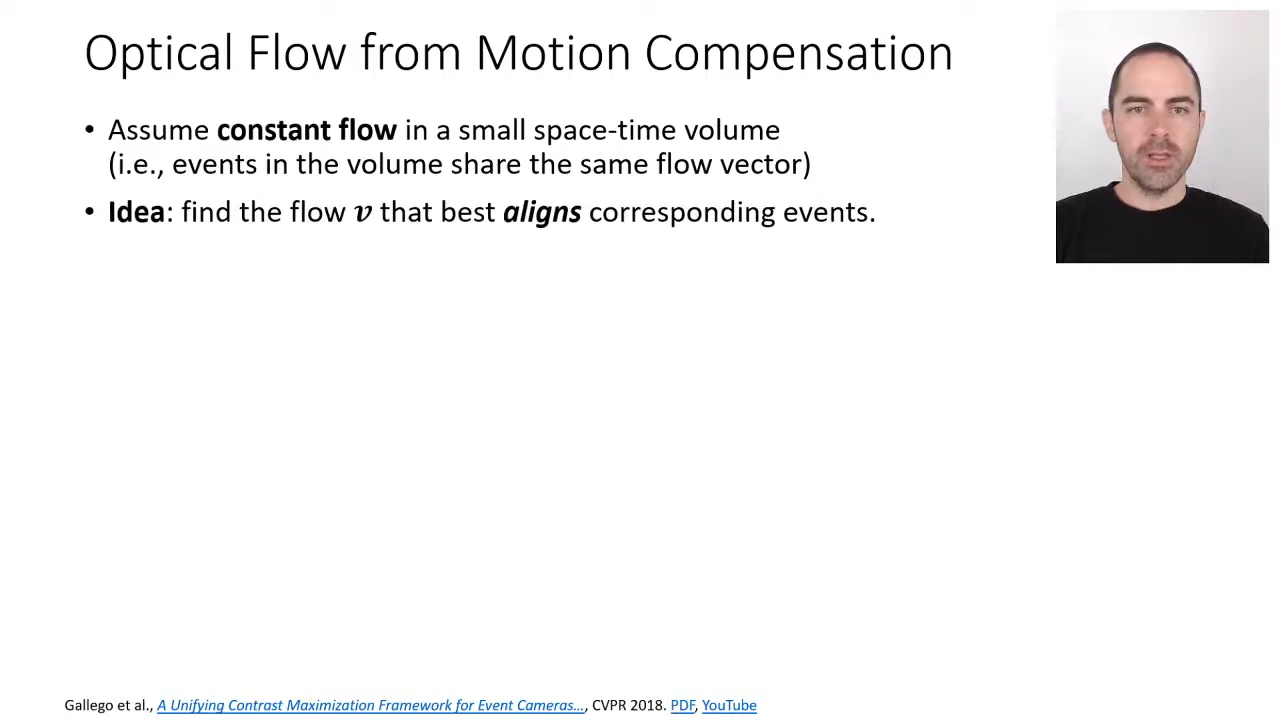 Optical Flow from Motion Compensation
• Assume constant flow in a small space-time volume
(i.e., events in the volume share the same flow vector)
• Idea: find the flow 𝒗 that best aligns corresponding events.
Gallego et al., A Unifying Contrast Maximization Framework for Event Cameras…, CVPR 2018. PDF, YouTube